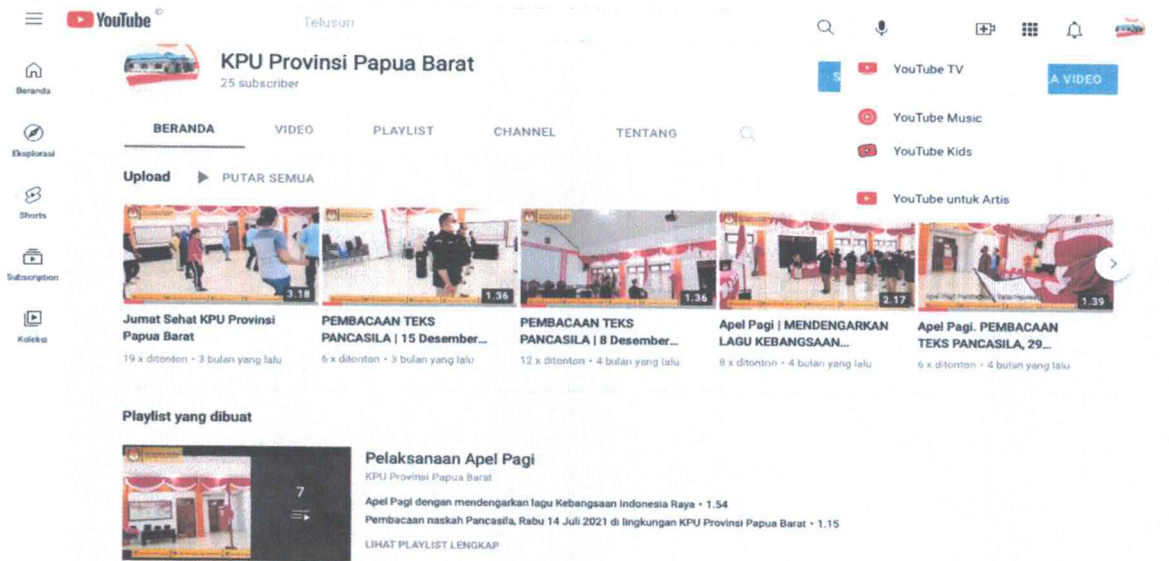 YouTube ID
Telusuri
Beranda
Eksplorasi
Shorts
Subscription
Koleksi
KPU Provinsi Papua Barat
25 subscriber
S
A VIDEO
YouTube TV
YouTube Music
YouTube Kids
YouTube untuk Artis
BERANDA VIDEO PLAYLIST CHANNEL TENTANG
Upload PUTAR SEMUA
3.18
1.36
1.36
2.17
1.39
Jumat Sehat KPU Provinsi
Papua Barat
19 x ditonton • 3 bulan yang lalu
PEMBACAAN TEKS
PANCASILA | 15 Desember...
6 x ditonton • 3 bulan yang lalu
PEMBACAAN TEKS
PANCASILA | 8 Desember...
12 x ditonton • 4 bulan yang lalu
Apel Pagi | MENDENGARKAN
LAGU KEBANGSAAN...
8 x ditonton • 4 bulan yang lalu
Apel Pagi. PEMBACAAN
TEKS PANCASILA, 29...
6 x ditonton • 4 bulan yang lalu
Playlist yang dibuat
7
Pelaksanaan Apel Pagi
KPU Provinsi Papua Barat
Apel Pagi dengan mendengarkan lagu Kebangsaan Indonesia Raya • 1.54
Pembacaan naskah Pancasila, Rabu 14 Juli 2021 di lingkungan KPU Provinsi Papua Barat • 1.15
LIHAT PLAYLIST LENGKAP